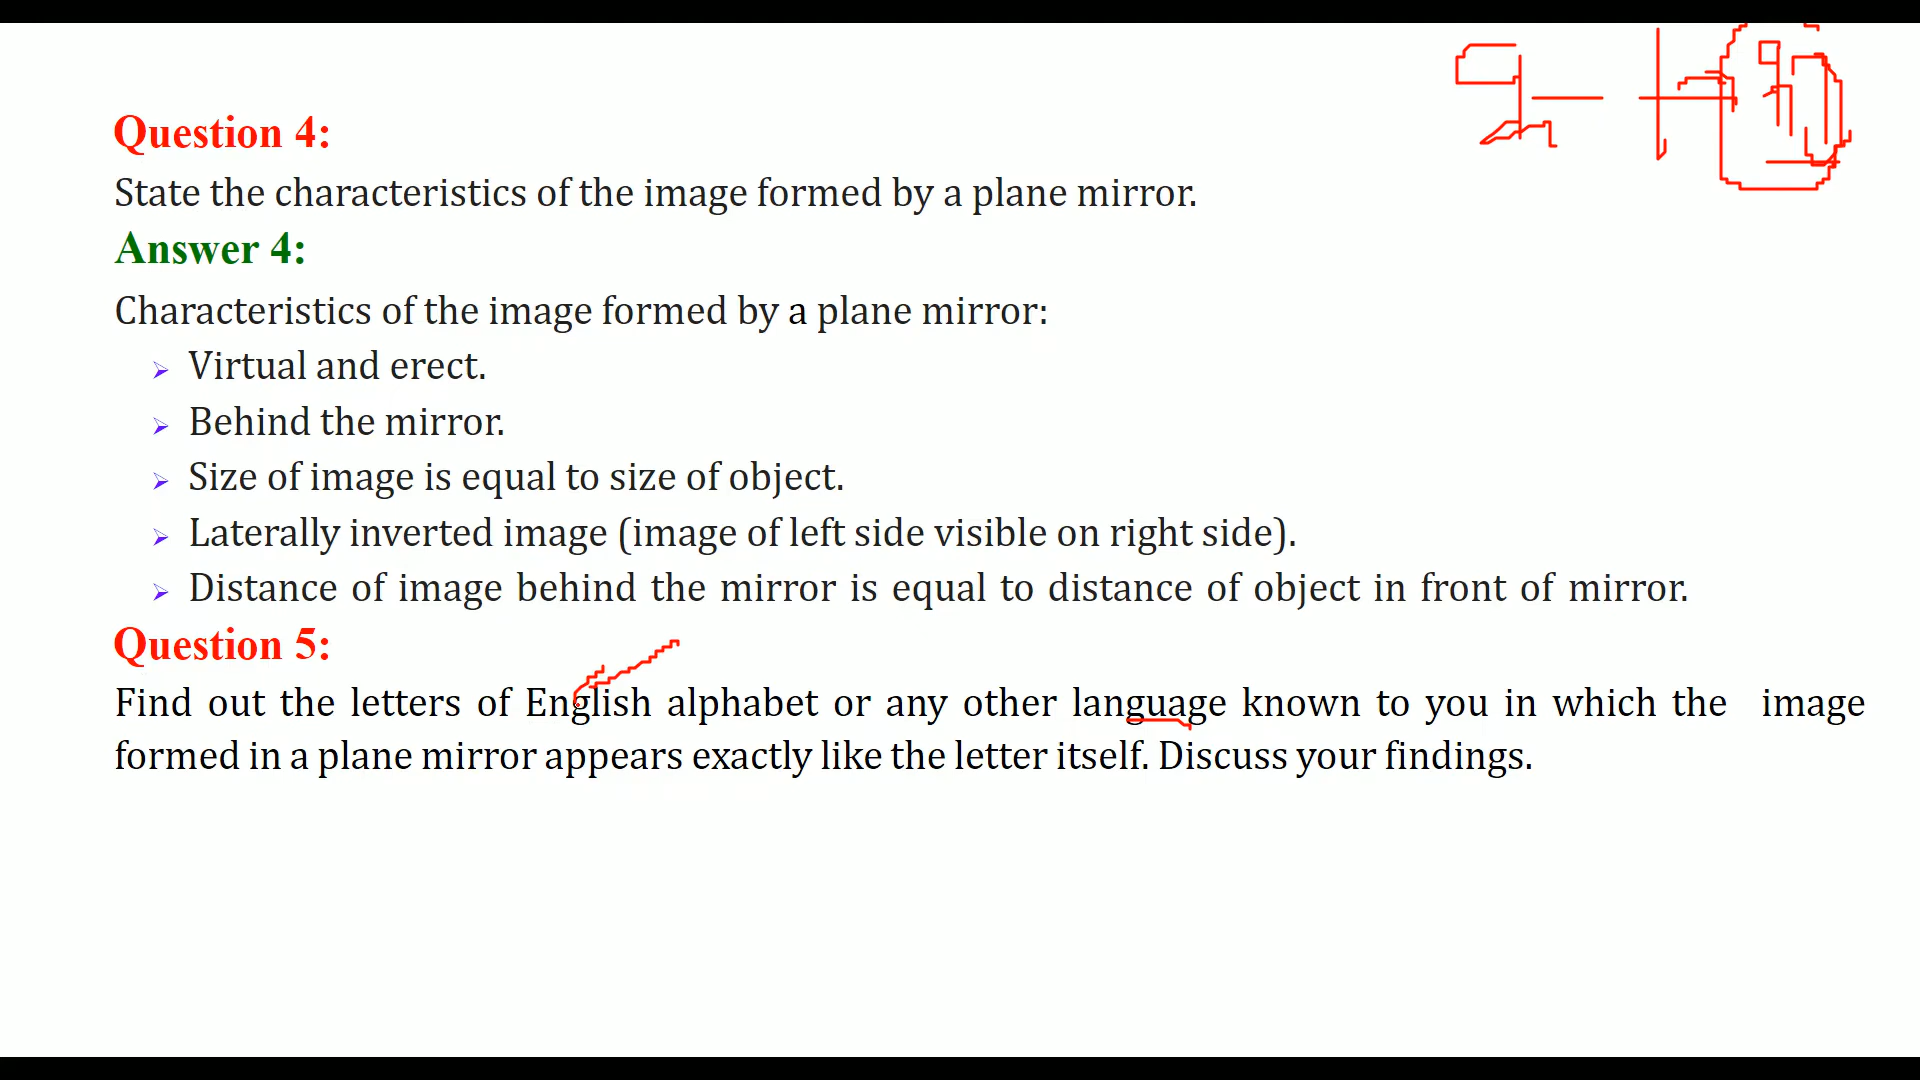 Question 4:
State the characteristics of the image formed by a plane mirror.
Answer 4:
Characteristics of the image formed by a plane mirror:
➢ Virtual and erect.
➢ Behind the mirror.
➢ Size of image is equal to size of object.
➢ Laterally inverted image (image of left side visible on right side).
➢ Distance of image behind the mirror is equal to distance of object in front of mirror.
Question 5:
Find out the letters of English alphabet or any other language known to you in which the image
formed in a plane mirror appears exactly like the letter itself. Discuss your findings.